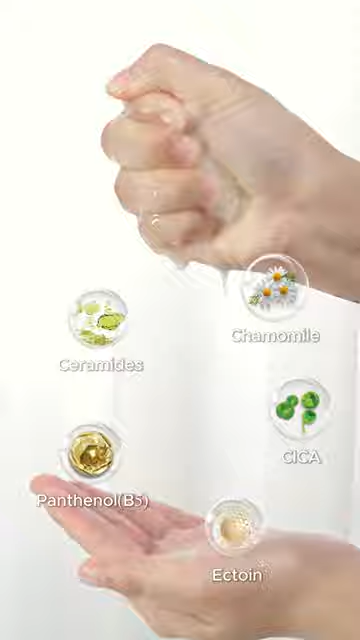 Chamomile
Ceramides
CICA
Panthenol(B5)
Ectoin